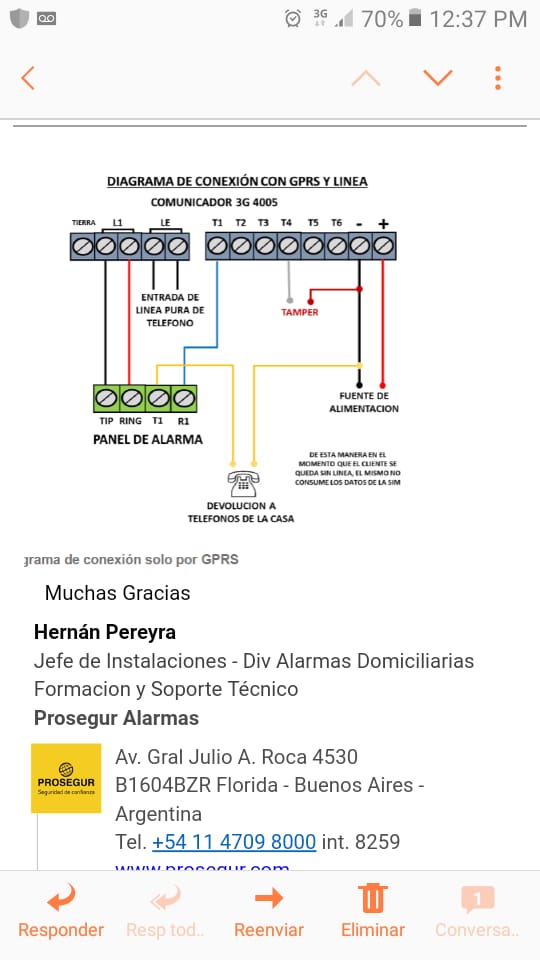 3G 70% 12:37 PM
DIAGRAMA DE CONEXIÓN CON GPRS Y LINEA
COMUNICADOR 3G 4005
TIERRA L1 LE T1 T2 T3 T4 T5 T6 - +
ENTRADA DE
LINEA PURA DE
TELEFONO
TAMPER
FUENTE DE
ALIMENTACION
TIP RING T1 R1
PANEL DE ALARMA
DE ESTA MANERA EN EL
MOMENTO QUE EL CLIENTE SE
QUEDA SIN LINEA, EL MISMO NO
CONSUME LOS DATOS DE LA SIM
DEVOLUCION A
TELEFONOS DE LA CASA
grama de conexión solo por GPRS
Muchas Gracias
Hernán Pereyra
Jefe de Instalaciones - Div Alarmas Domiciliarias
Formacion y Soporte Técnico
Prosegur Alarmas
PROSEGUR
Seguridad de confianza
Av. Gral Julio A. Roca 4530
B1604BZR Florida - Buenos Aires -
Argentina
Tel. +54 11 4709 8000 int. 8259
www.prosegur.com
Responder Resp tod.. Reenviar Eliminar 1 Conversa..